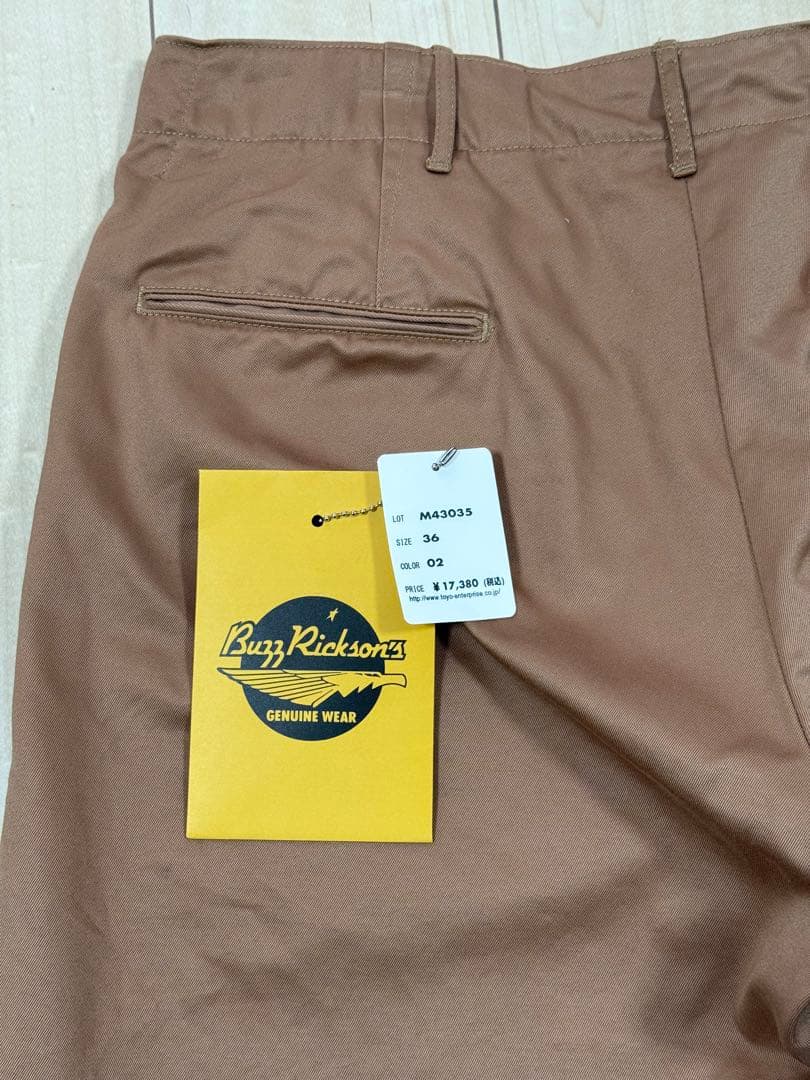 LOT M43035
SIZE 36
COLOR 02
PRICE ¥17,380 (税込)
http://www.toyo-enterprise.co.jp/
Buzz Rickson's
GENUINE WEAR